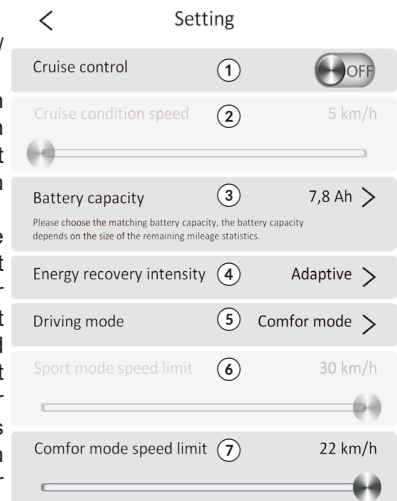 Setting
Cruise control 1 OFF
Cruise condition speed 2 5 km/h
Battery capacity 3 7,8 Ah
Please choose the matching battery capacity, the battery capacity
depends on the size of the remaining mileage statistics.
Energy recovery intensity 4 Adaptive
Driving mode 5 Comfor mode
Sport mode speed limit 6 30 km/h
Comfor mode speed limit 7 22 km/h